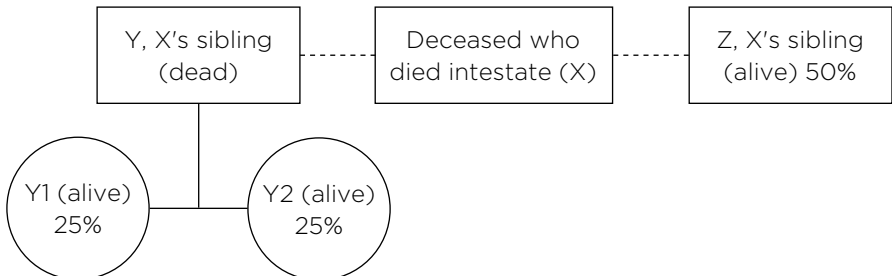 Y, X's sibling
(dead)
Deceased who
died intestate (X)
Z, X's sibling
(alive) 50%
Y1 (alive)
25%
Y2 (alive)
25%